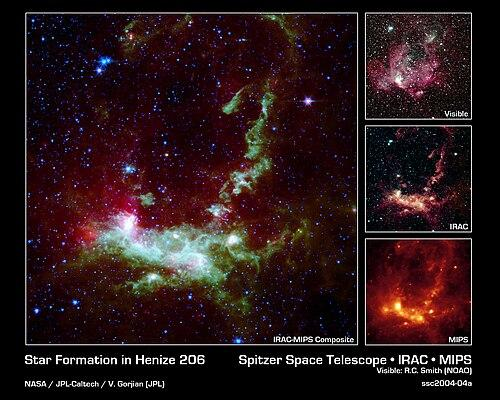 Visible
IRAC
IRAC-MIPS Composite
MIPS
Star Formation in Henize 206
Spitzer Space Telescope • IRAC • MIPS
Visible: R.C. Smith (NOAO)
NASA / JPL-Caltech / V. Gorjian (JPL)
ssc2004-04a